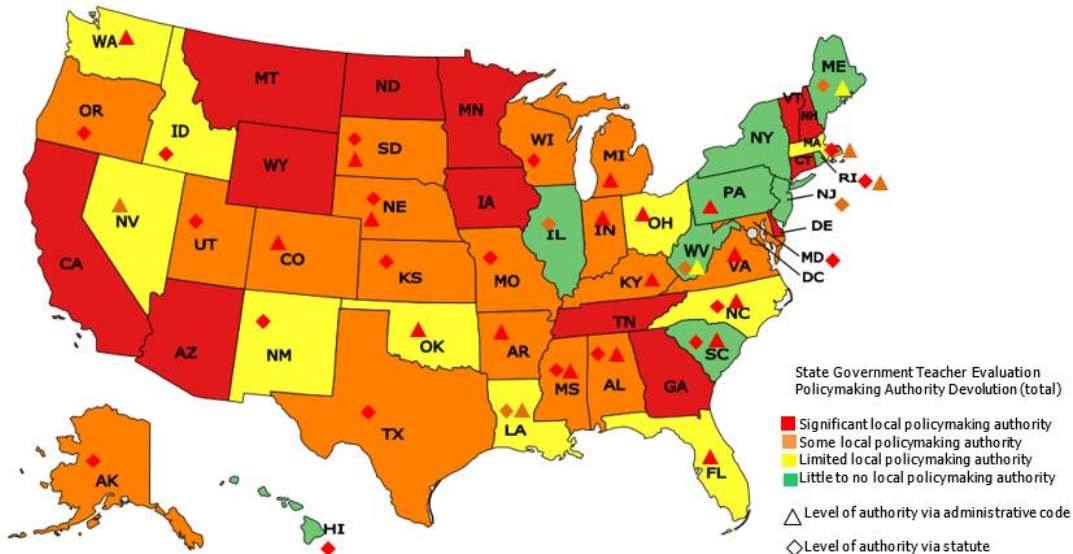 WA
ME
MT
ND
VT
MN
OR
NH
ID
NY
WI
MA
SD
MI
CT
WY
RI
PA
IA
NJ
NE
OH
NV
IL
IN
DE
UT
WV
CO
MD
CA
VA
KS
MO
DC
KY
NC
TN
OK
AZ
NM
AR
SC
MS
AL
GA
State Government Teacher Evaluation
Policymaking Authority Devolution (total)
TX
LA
Significant local policymaking authority
Some local policymaking authority
Limited local policymaking authority
FL
AK
Little to no local policymaking authority
Level of authority via administrative code
HI
Level of authority via statute